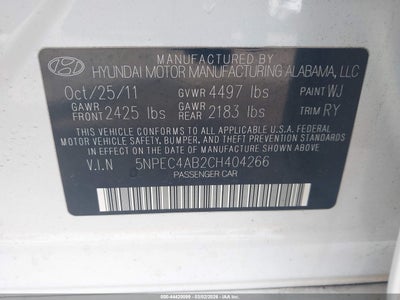 HYUNDAI MOTOR MANUFACTURING ALABAMA, LLC
Oct/25/11 GVWR 4497 lbs PAINT WJ
GAWR FRONT 2425 lbs GAWR REAR 2183 lbs TRIM RY
THIS VEHICLE CONFORMS TO ALL APPLICABLE U.S.A. FEDERAL
MOTOR VEHICLE SAFETY, BUMPER, AND THEFT PREVENTION STANDARDS
IN EFFECT ON THE DATE OF MANUFACTURE SHOWN ABOVE.
V.I.N 5NPEC4AB2CH404266
PASSENGER CAR